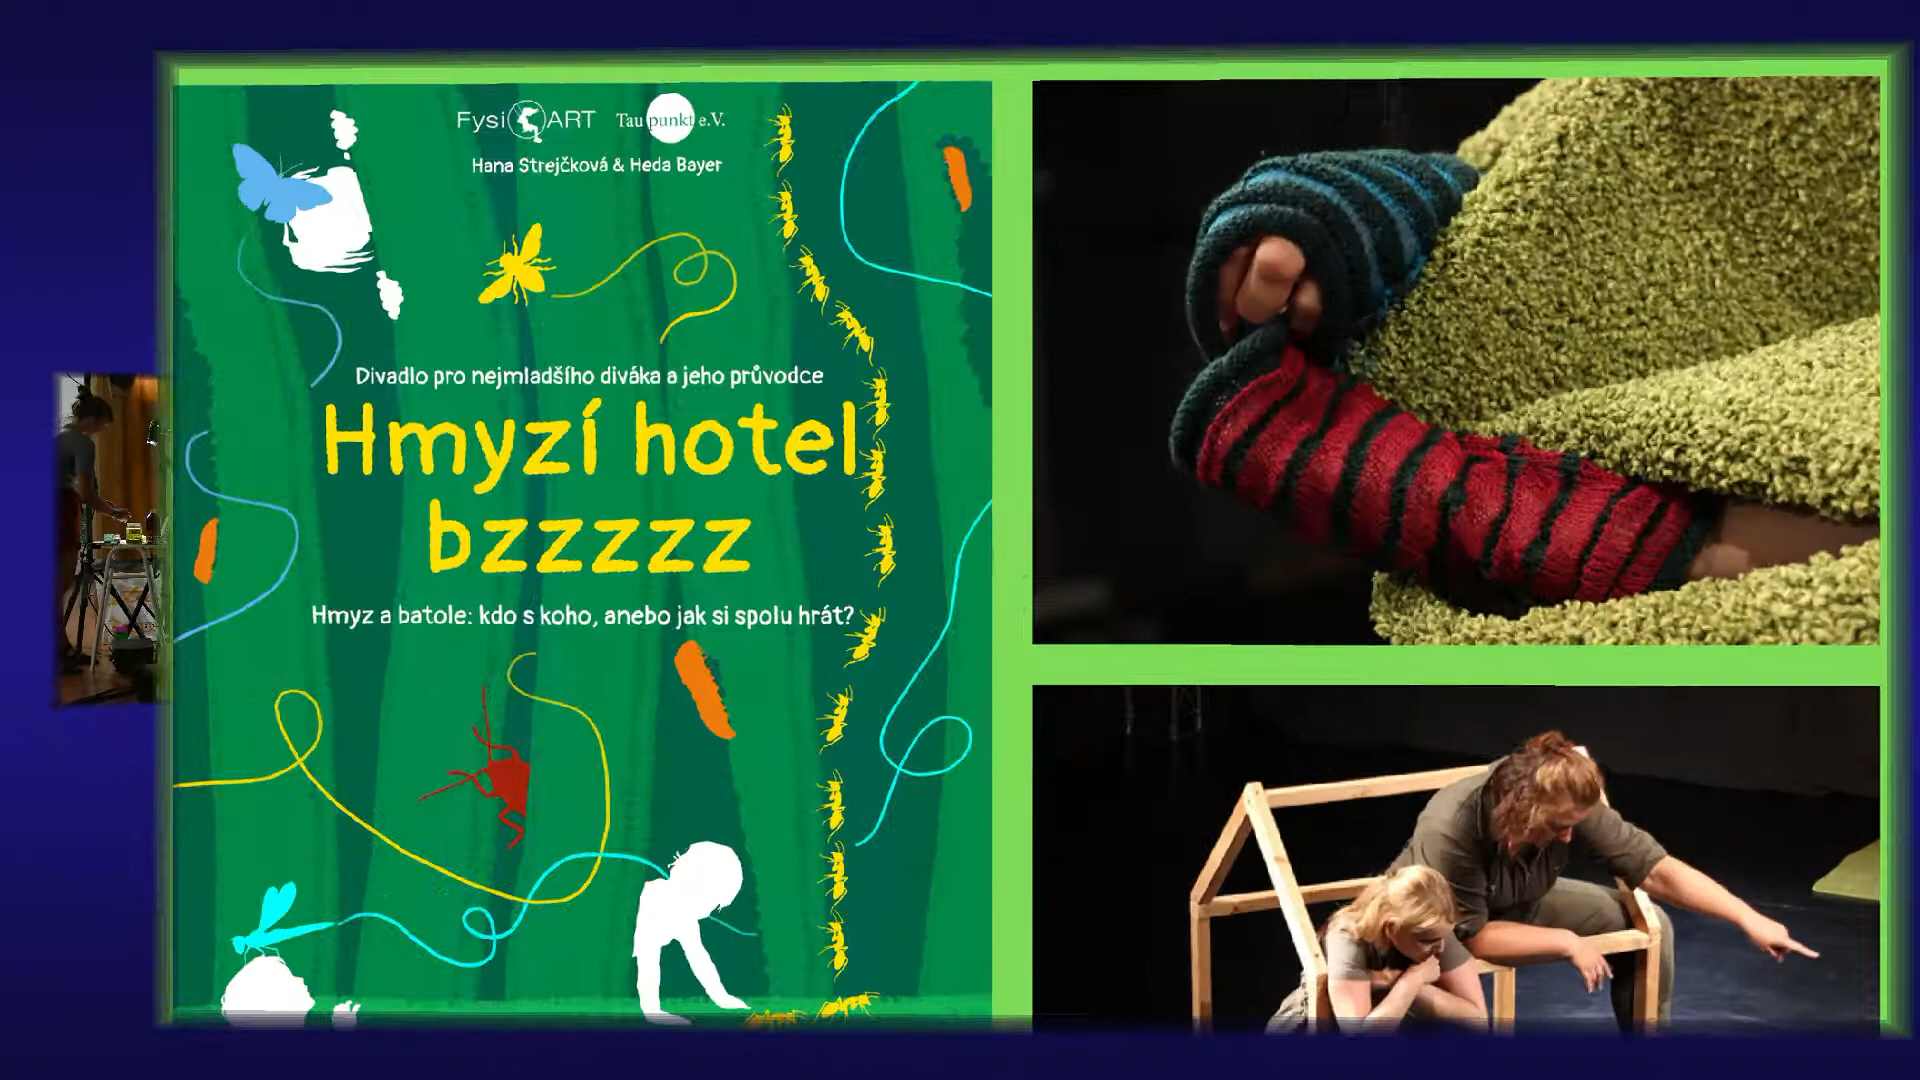 FysiART Taupunkt e.V.
Hana Strejčková & Heda Bayer
Divadlo pro nejmladšího diváka a jeho průvodce
Hmyzí hotel
bzzzzz
Hmyz a batole: kdo s koho, anebo jak si spolu hrát?